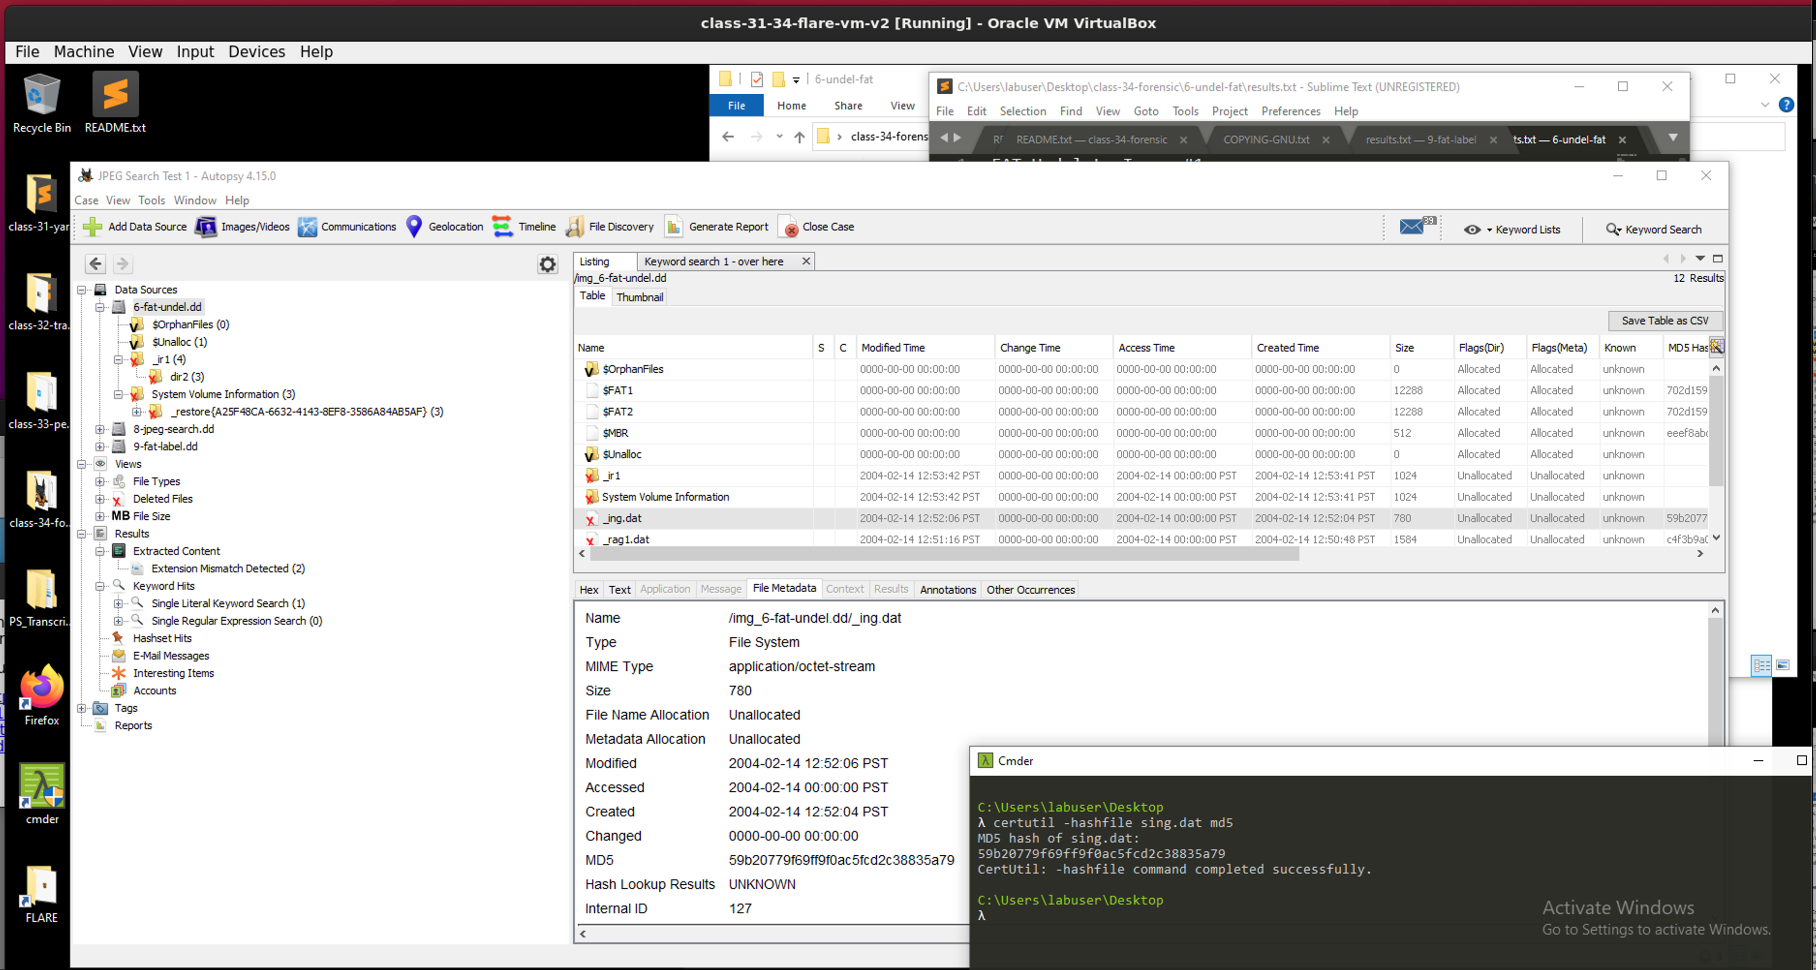 class-31-34-flare-vm-v2 [Running] - Oracle VM VirtualBox
File Machine View Input Devices Help
Recycle Bin
README.txt
class-31-yar
class-32-tra...
class-33-pe...
class-34-fo...
PS_Transcri...
Firefox
cmder
FLARE
6-undel-fat
File Home Share View
class-34-forens
C:\Users\labuser\Desktop\class-34-forensic\6-undel-fat\results.txt - Sublime Text (UNREGISTERED)
File Edit Selection Find View Goto Tools Project Preferences Help
README.txt — class-34-forensic COPYING-GNU.txt results.txt — 9-fat-label ts.txt — 6-undel-fat
JPEG Search Test 1 - Autopsy 4.15.0
Case View Tools Window Help
Add Data Source Images/Videos Communications Geolocation Timeline File Discovery Generate Report Close Case 39 Keyword Lists Keyword Search
Data Sources
6-fat-undel.dd
$OrphanFiles (0)
$Unalloc (1)
_ir1 (4)
dir2 (3)
System Volume Information (3)
_restore{A25F48CA-6632-4143-8EF8-3586A84AB5AF} (3)
8-jpeg-search.dd
9-fat-label.dd
Views
File Types
Deleted Files
MB File Size
Results
Extracted Content
Extension Mismatch Detected (2)
Keyword Hits
Single Literal Keyword Search (1)
Single Regular Expression Search (0)
Hashset Hits
E-Mail Messages
Interesting Items
Accounts
Tags
Reports
Listing Keyword search 1 - over here
/img_6-fat-undel.dd 12 Results
Table Thumbnail
Save Table as CSV
Name S C Modified Time Change Time Access Time Created Time Size Flags(Dir) Flags(Meta) Known MD5 Has
$OrphanFiles 0000-00-00 00:00:00 0000-00-00 00:00:00 0000-00-00 00:00:00 0000-00-00 00:00:00 0 Allocated Allocated unknown
$FAT1 0000-00-00 00:00:00 0000-00-00 00:00:00 0000-00-00 00:00:00 0000-00-00 00:00:00 12288 Allocated Allocated unknown 702d159
$FAT2 0000-00-00 00:00:00 0000-00-00 00:00:00 0000-00-00 00:00:00 0000-00-00 00:00:00 12288 Allocated Allocated unknown 702d159
$MBR 0000-00-00 00:00:00 0000-00-00 00:00:00 0000-00-00 00:00:00 0000-00-00 00:00:00 512 Allocated Allocated unknown eeef8abc
$Unalloc 0000-00-00 00:00:00 0000-00-00 00:00:00 0000-00-00 00:00:00 0000-00-00 00:00:00 0 Allocated Allocated unknown
_ir1 2004-02-14 12:53:42 PST 0000-00-00 00:00:00 2004-02-14 00:00:00 PST 2004-02-14 12:53:41 PST 1024 Unallocated Unallocated unknown
System Volume Information 2004-02-14 12:53:42 PST 0000-00-00 00:00:00 2004-02-14 00:00:00 PST 2004-02-14 12:53:41 PST 1024 Unallocated Unallocated unknown
_ing.dat 2004-02-14 12:52:06 PST 0000-00-00 00:00:00 2004-02-14 00:00:00 PST 2004-02-14 12:52:04 PST 780 Unallocated Unallocated unknown 59b2077
_rag1.dat 2004-02-14 12:51:16 PST 0000-00-00 00:00:00 2004-02-14 00:00:00 PST 2004-02-14 12:50:48 PST 1584 Unallocated Unallocated unknown c4f3b9a0
Hex Text Application Message File Metadata Context Results Annotations Other Occurrences
Name /img_6-fat-undel.dd/_ing.dat
Type File System
MIME Type application/octet-stream
Size 780
File Name Allocation Unallocated
Metadata Allocation Unallocated
Modified 2004-02-14 12:52:06 PST
Accessed 2004-02-14 00:00:00 PST
Created 2004-02-14 12:52:04 PST
Changed 0000-00-00 00:00:00
MD5 59b20779f69ff9f0ac5fcd2c38835a79
Hash Lookup Results UNKNOWN
Internal ID 127
Cmder
C:\Users\labuser\Desktop
λ certutil -hashfile sing.dat md5
MD5 hash of sing.dat:
59b20779f69ff9f0ac5fcd2c38835a79
CertUtil: -hashfile command completed successfully.
C:\Users\labuser\Desktop
λ
Activate Windows
Go to Settings to activate Windows.